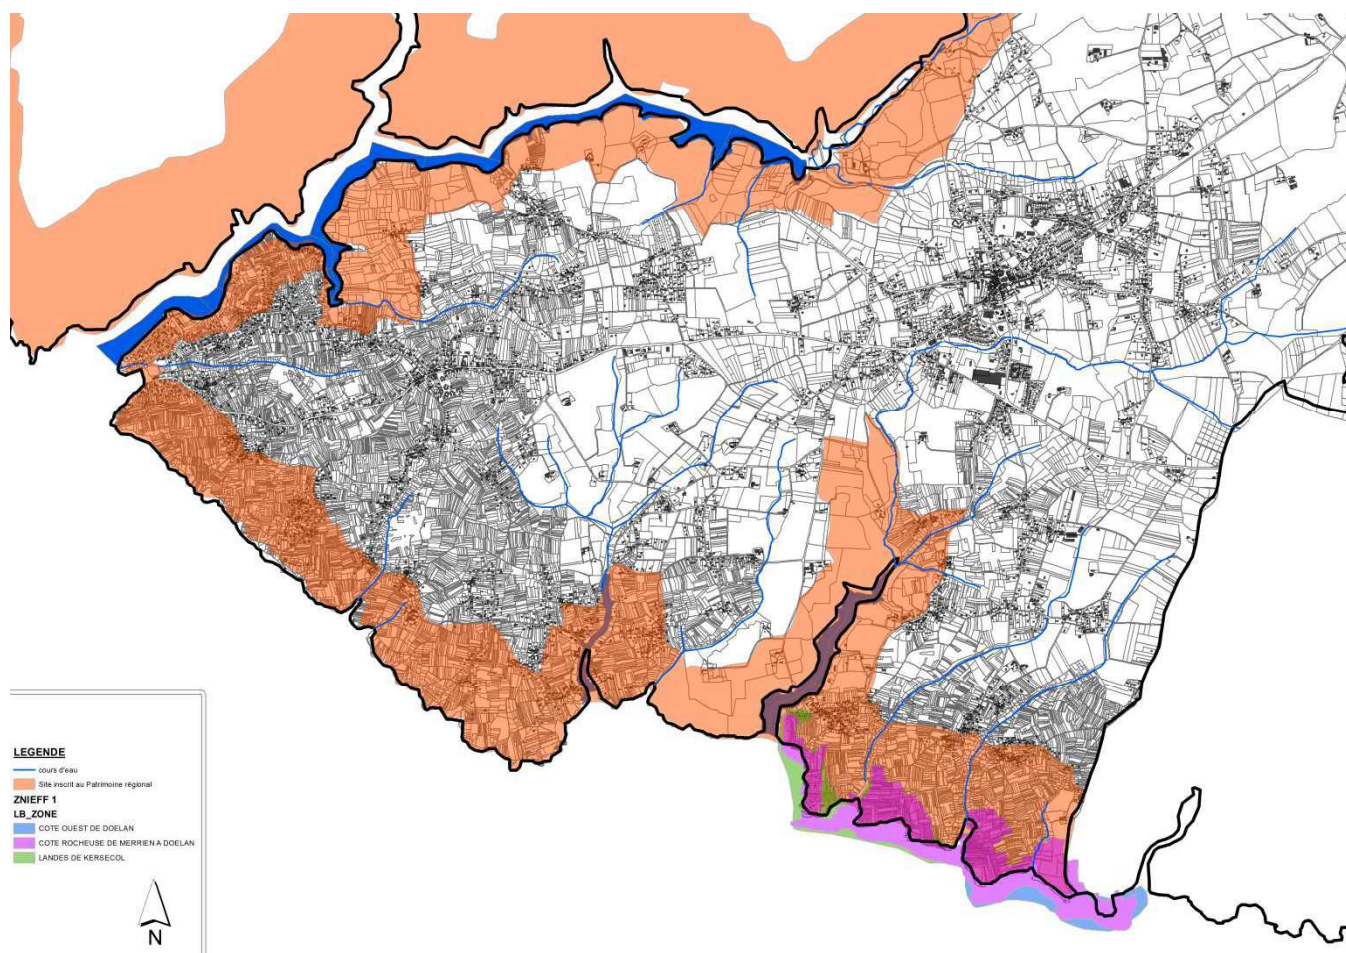 LEGENDE
cours d'eau
Site inscrit au Patrimoine régional
ZNIEFF 1
LB_ZONE
COTE OUEST DE DOELAN
COTE ROCHEUSE DE MERRIEN A DOELAN
LANDES DE KERSECOL
N